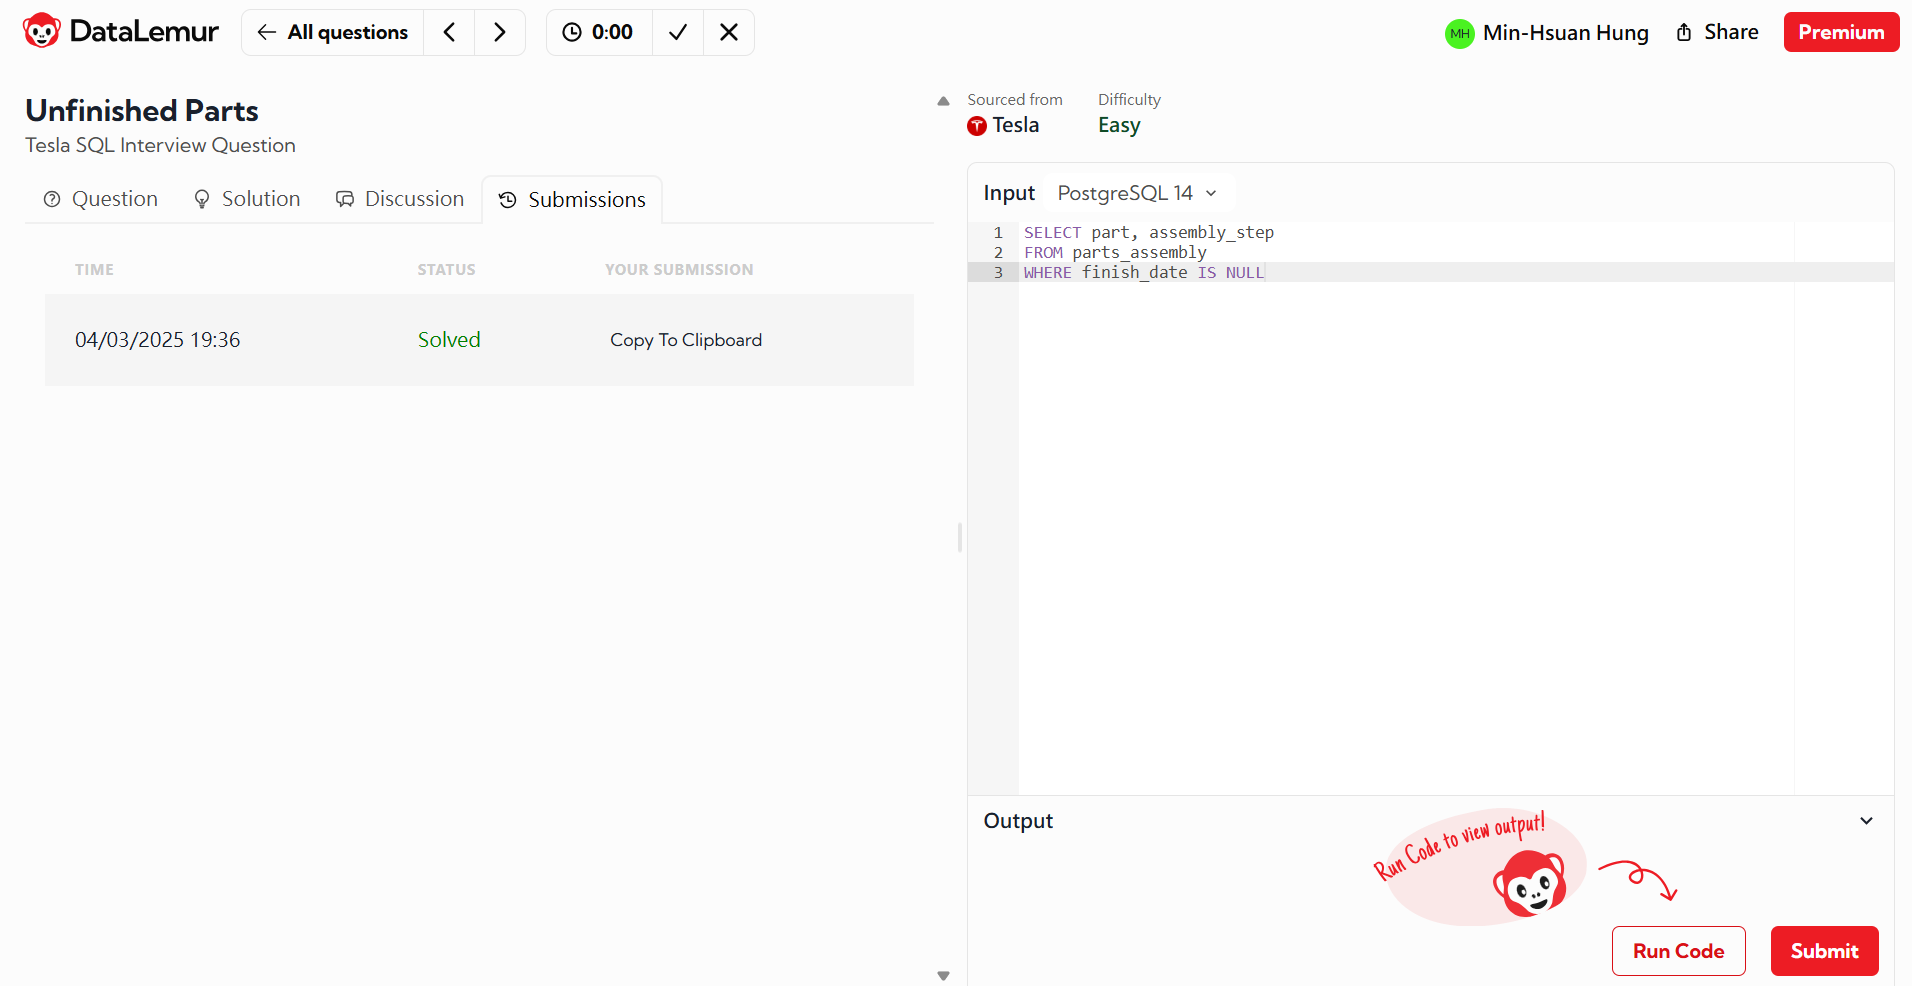 DataLemur
All questions
0:00
MH
Min-Hsuan Hung
Share
Premium
Unfinished Parts
Tesla SQL Interview Question
Question
Solution
Discussion
Submissions
TIME STATUS YOUR SUBMISSION
04/03/2025 19:36 Solved Copy To Clipboard
Sourced from
Tesla
Difficulty
Easy
Input PostgreSQL 14
1 SELECT part, assembly_step
2 FROM parts_assembly
3 WHERE finish_date IS NULL
Output
Run Code to view output!
Run Code
Submit